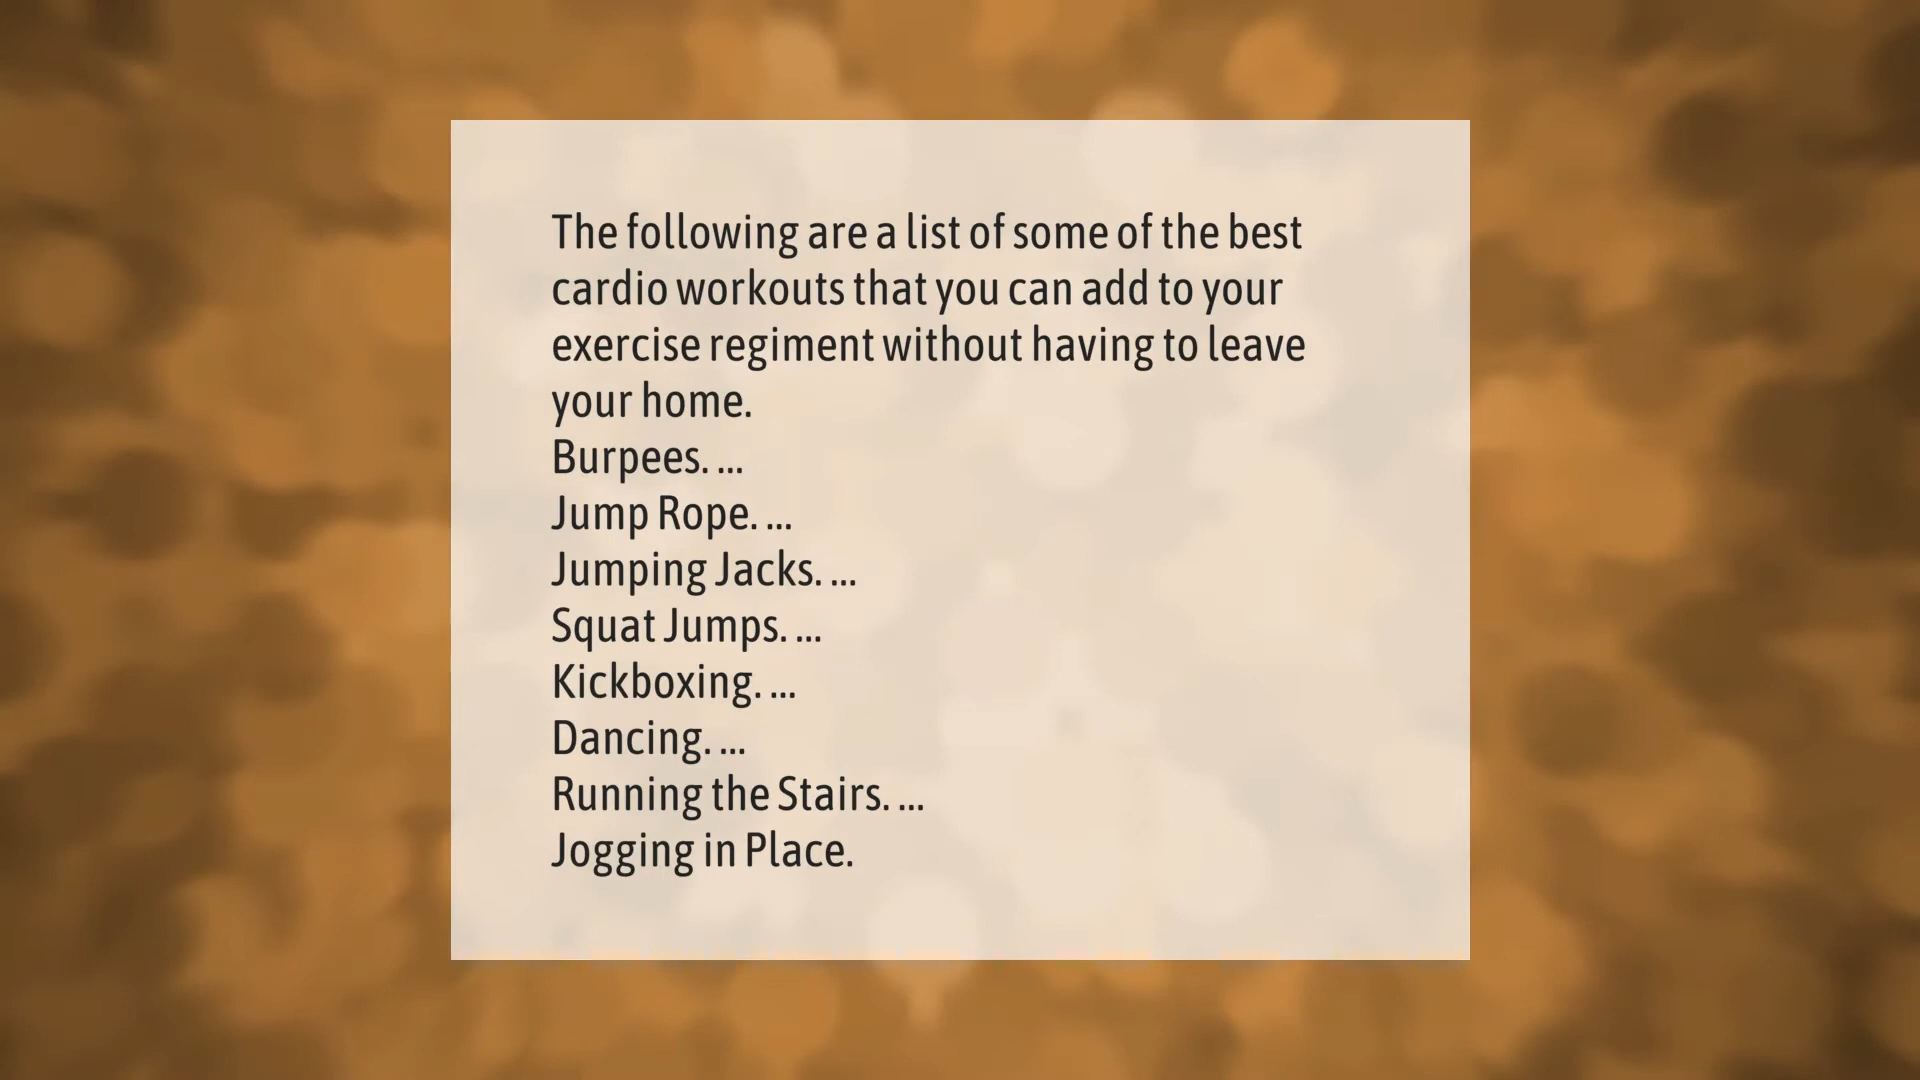 The following are a list of some of the best
cardio workouts that you can add to your
exercise regiment without having to leave
your home.
Burpees. ...
Jump Rope. ...
Jumping Jacks. ...
Squat Jumps. ...
Kickboxing. ...
Dancing. ...
Running the Stairs. ...
Jogging in Place.